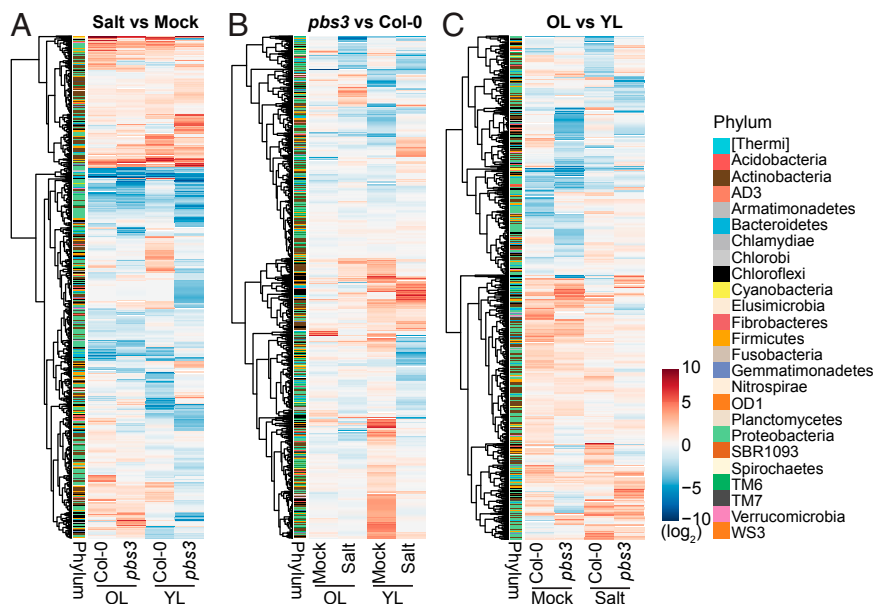 A Salt vs Mock
B pbs3 vs Col-0
C OL vs YL
Phylum
[Thermi]
Acidobacteria
Actinobacteria
AD3
Armatimonadetes
Bacteroidetes
Chlamydiae
Chlorobi
Chloroflexi
Cyanobacteria
Elusimicrobia
Fibrobacteres
Firmicutes
Fusobacteria
Gemmatimonadetes
Nitrospirae
OD1
Planctomycetes
Proteobacteria
SBR1093
Spirochaetes
TM6
TM7
Verrucomicrobia
WS3
10
5
0
−5
−10
(log2)
Phylum Col-0 pbs3 Col-0 pbs3
OL YL
Phylum Mock Salt Mock Salt
OL YL
Phylum Col-0 pbs3 Col-0 pbs3
Mock Salt